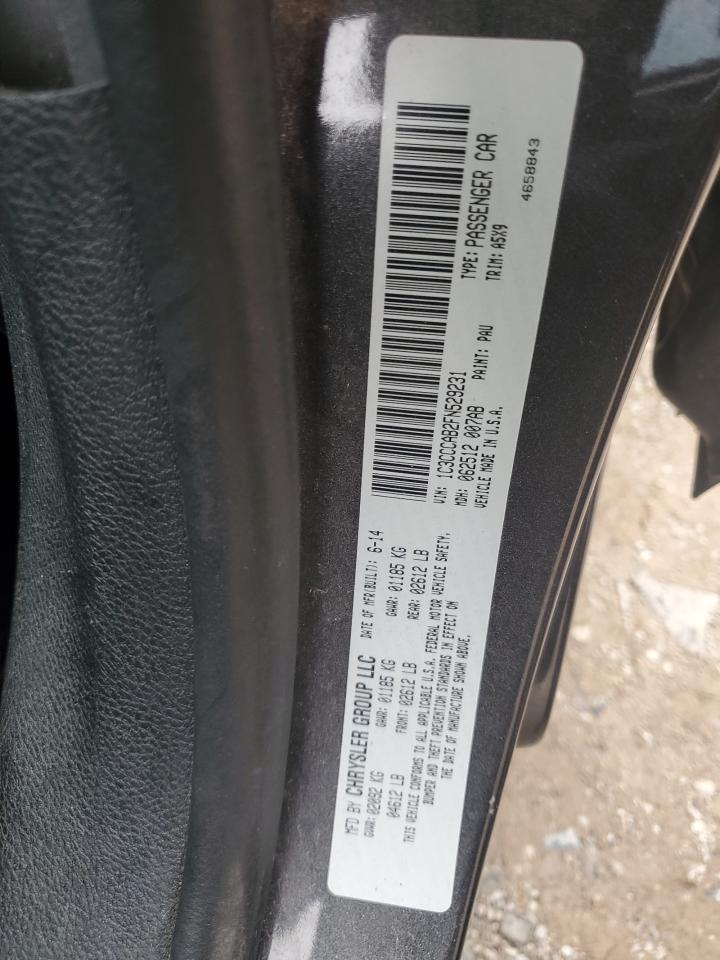 MFD BY CHRYSLER GROUP LLC DATE OF MFR(BUILT): 6-14
GVWR: 02092 KG GAWR: 01185 KG GAWR: 01185 KG
04612 LB FRONT: 02612 LB REAR: 02612 LB
THIS VEHICLE CONFORMS TO ALL APPLICABLE U.S.A. FEDERAL MOTOR VEHICLE SAFETY,
BUMPER AND THEFT PREVENTION STANDARDS IN EFFECT ON
THE DATE OF MANUFACTURE SHOWN ABOVE.
VIN: 1C3CCCAB2FN529231 TYPE: PASSENGER CAR
MDH: 062512 007AB PAINT: PAU TRIM: A5X9
VEHICLE MADE IN U.S.A.
4658843